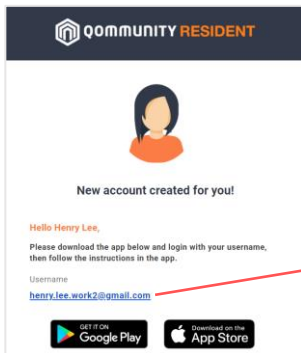 QOMMUNITY RESIDENT
New account created for you!
Hello Henry Lee,
Please download the app below and login with your username,
then follow the instructions in the app.
Username
henry.lee.work2@gmail.com
GET IT ON
Google Play
Download on the
App Store